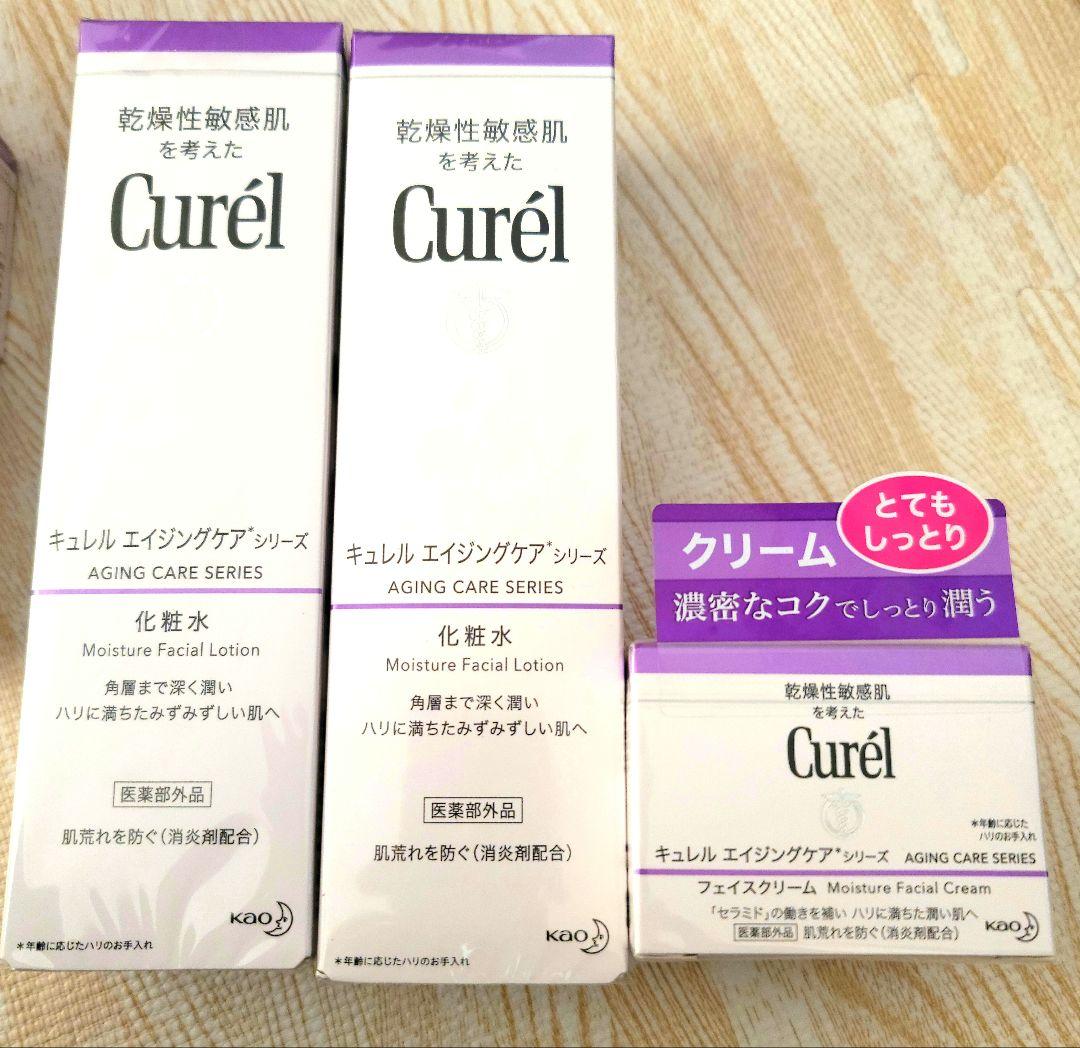 乾燥性敏感肌
を考えた
Curél
キュレル エイジングケア*シリーズ
AGING CARE SERIES
化粧水
Moisture Facial Lotion
角層まで深く潤い
ハリに満ちたみずみずしい肌へ
医薬部外品
肌荒れを防ぐ(消炎剤配合)
Kao
*年齢に応じたハリのお手入れ
乾燥性敏感肌
を考えた
Curél
キュレル エイジングケア*シリーズ
AGING CARE SERIES
化粧水
Moisture Facial Lotion
角層まで深く潤い
ハリに満ちたみずみずしい肌へ
医薬部外品
肌荒れを防ぐ(消炎剤配合)
Kao
*年齢に応じたハリのお手入れ
とても
しっとり
クリーム
濃密なコクでしっとり潤う
乾燥性敏感肌
を考えた
Curél
*年齢に応じた
ハリのお手入れ
キュレル エイジングケア*シリーズ AGING CARE SERIES
フェイスクリーム Moisture Facial Cream
「セラミド」の働きを補い ハリに満ちた潤い肌へ
医薬部外品 肌荒れを防ぐ(消炎剤配合)
Kao